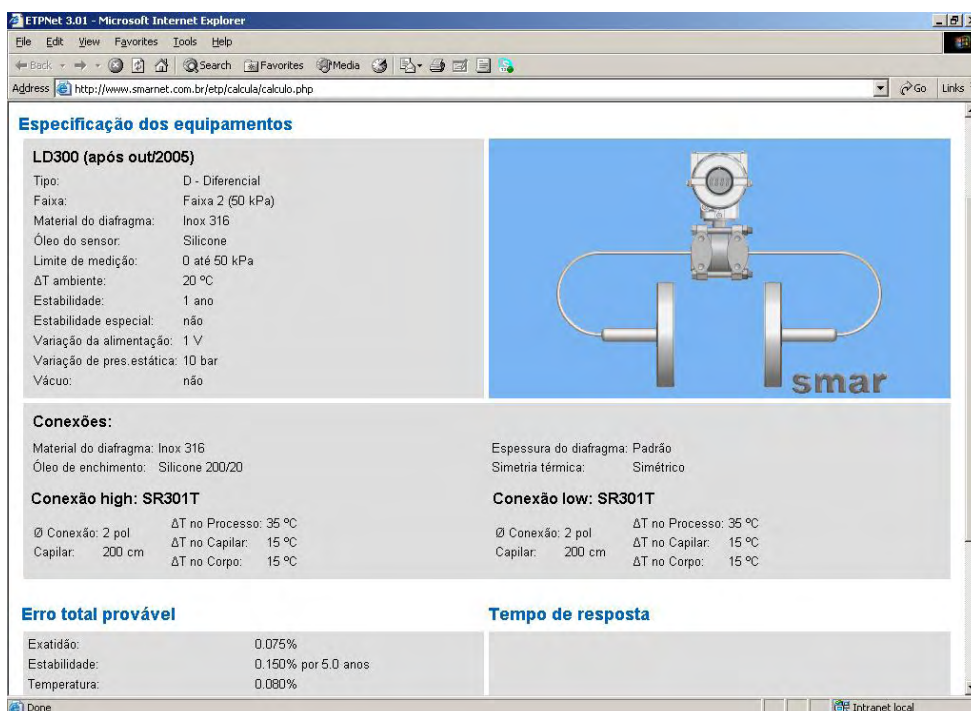 ETPNet 3.01 - Microsoft Internet Explorer
File Edit View Favorites Tools Help
Back Search Favorites Media
Address http://www.smarnet.com.br/etp/calcula/calculo.php Go Links
Especificação dos equipamentos
LD300 (após out/2005)
Tipo: D - Diferencial
Faixa: Faixa 2 (50 kPa)
Material do diafragma: Inox 316
Óleo do sensor: Silicone
Limite de medição: 0 até 50 kPa
ΔT ambiente: 20 ºC
Estabilidade: 1 ano
Estabilidade especial: não
Variação da alimentação: 1 V
Variação de pres.estática: 10 bar
Vácuo: não
smar
Conexões:
Material do diafragma: Inox 316 Espessura do diafragma: Padrão
Óleo de enchimento: Silicone 200/20 Simetria térmica: Simétrico
Conexão high: SR301T
Ø Conexão: 2 pol
Capilar: 200 cm
ΔT no Processo: 35 ºC
ΔT no Capilar: 15 ºC
ΔT no Corpo: 15 ºC
Conexão low: SR301T
Ø Conexão: 2 pol
Capilar: 200 cm
ΔT no Processo: 35 ºC
ΔT no Capilar: 15 ºC
ΔT no Corpo: 15 ºC
Erro total provável
Exatidão: 0.075%
Estabilidade: 0.150% por 5.0 anos
Temperatura: 0.080%
Tempo de resposta
Done Intranet local